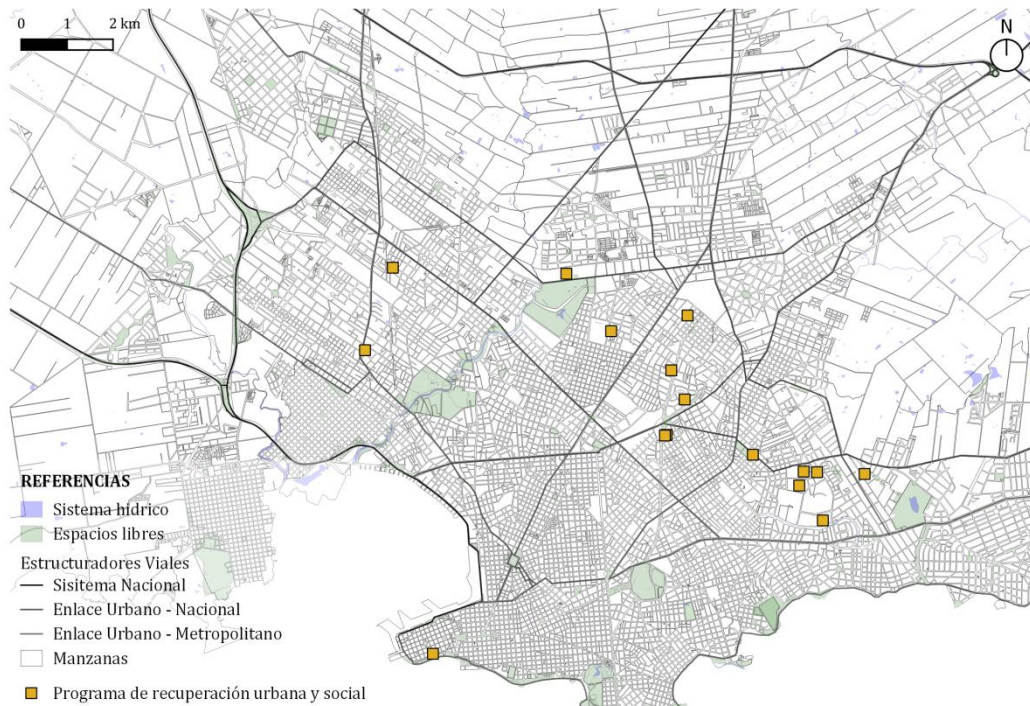 0 1 2 km
N
REFERENCIAS
Sistema hídrico
Espacios libres
Estructuradores Viales
Sisitema Nacional
Enlace Urbano - Nacional
Enlace Urbano - Metropolitano
Manzanas
Programa de recuperación urbana y social